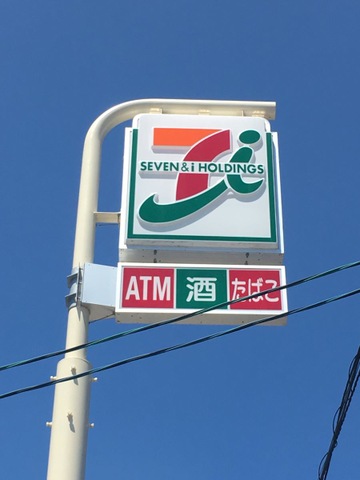 SEVEN & i HOLDINGS
ATM 酒 たばこ